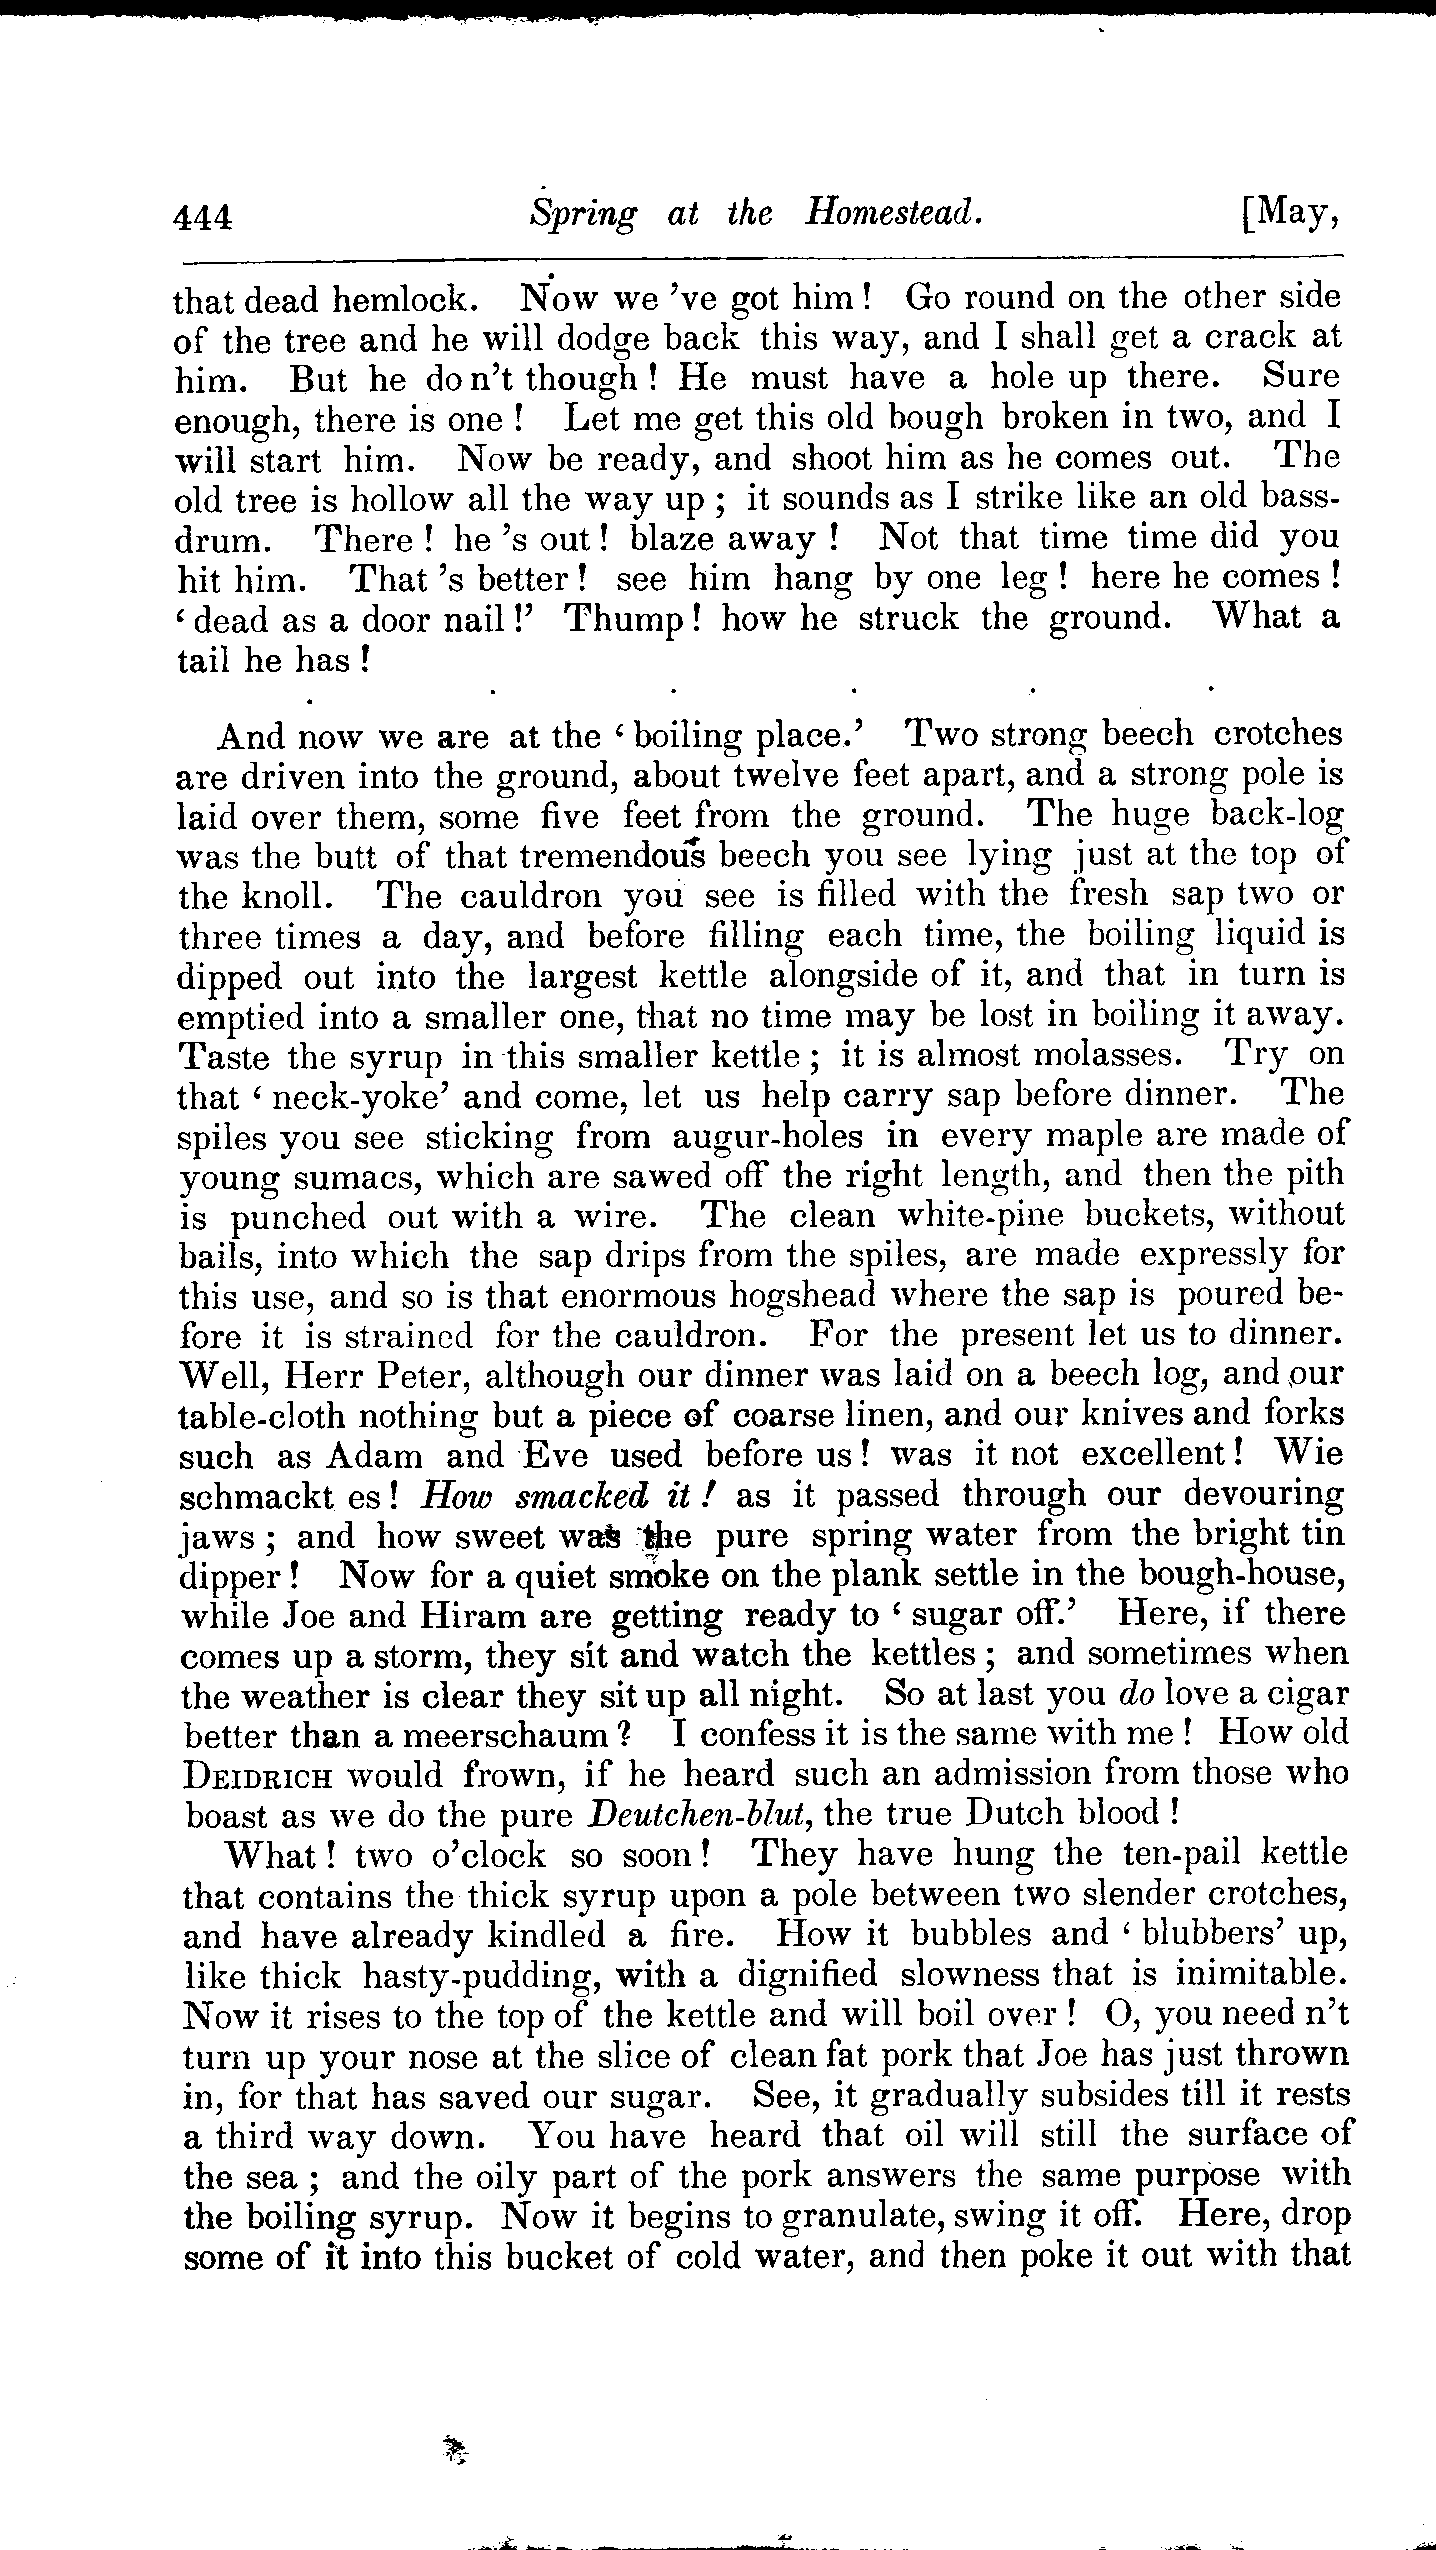 444 Spring at the Homestead. [May,
that dead hemlock. Now we 've got him! Go round on the other side
of the tree and he will dodge back this way, and I shall get a crack at
him. But he do n't though! He must have a hole up there. Sure
enough, there is one! Let me get this old bough broken in two, and I
will start him. Now be ready, and shoot him as he comes out. The
old tree is hollow all the way up; it sounds as I strike like an old bass-
drum. There! he 's out! blaze away! Not that time time did you
hit him. That 's better! see him hang by one leg! here he comes!
‘dead as a door nail!’ Thump! how he struck the ground. What a
tail he has!
. . . . . .
And now we are at the ‘boiling place.’ Two strong beech crotches
are driven into the ground, about twelve feet apart, and a strong pole is
laid over them, some five feet from the ground. The huge back-log
was the butt of that tremendous beech you see lying just at the top of
the knoll. The cauldron you see is filled with the fresh sap two or
three times a day, and before filling each time, the boiling liquid is
dipped out into the largest kettle alongside of it, and that in turn is
emptied into a smaller one, that no time may be lost in boiling it away.
Taste the syrup in this smaller kettle; it is almost molasses. Try on
that ‘neck-yoke’ and come, let us help carry sap before dinner. The
spiles you see sticking from augur-holes in every maple are made of
young sumacs, which are sawed off the right length, and then the pith
is punched out with a wire. The clean white-pine buckets, without
bails, into which the sap drips from the spiles, are made expressly for
this use, and so is that enormous hogshead where the sap is poured be-
fore it is strained for the cauldron. For the present let us to dinner.
Well, Herr Peter, although our dinner was laid on a beech log, and our
table-cloth nothing but a piece of coarse linen, and our knives and forks
such as Adam and Eve used before us! was it not excellent! Wie
schmackt es! How smacked it! as it passed through our devouring
jaws; and how sweet was the pure spring water from the bright tin
dipper! Now for a quiet smoke on the plank settle in the bough-house,
while Joe and Hiram are getting ready to ‘sugar off.’ Here, if there
comes up a storm, they sit and watch the kettles; and sometimes when
the weather is clear they sit up all night. So at last you do love a cigar
better than a meerschaum? I confess it is the same with me! How old
DEIDRICH would frown, if he heard such an admission from those who
boast as we do the pure Deutchen-blut, the true Dutch blood!
What! two o’clock so soon! They have hung the ten-pail kettle
that contains the thick syrup upon a pole between two slender crotches,
and have already kindled a fire. How it bubbles and ‘blubbers’ up,
like thick hasty-pudding, with a dignified slowness that is inimitable.
Now it rises to the top of the kettle and will boil over! O, you need n't
turn up your nose at the slice of clean fat pork that Joe has just thrown
in, for that has saved our sugar. See, it gradually subsides till it rests
a third way down. You have heard that oil will still the surface of
the sea; and the oily part of the pork answers the same purpose with
the boiling syrup. Now it begins to granulate, swing it off. Here, drop
some of it into this bucket of cold water, and then poke it out with that